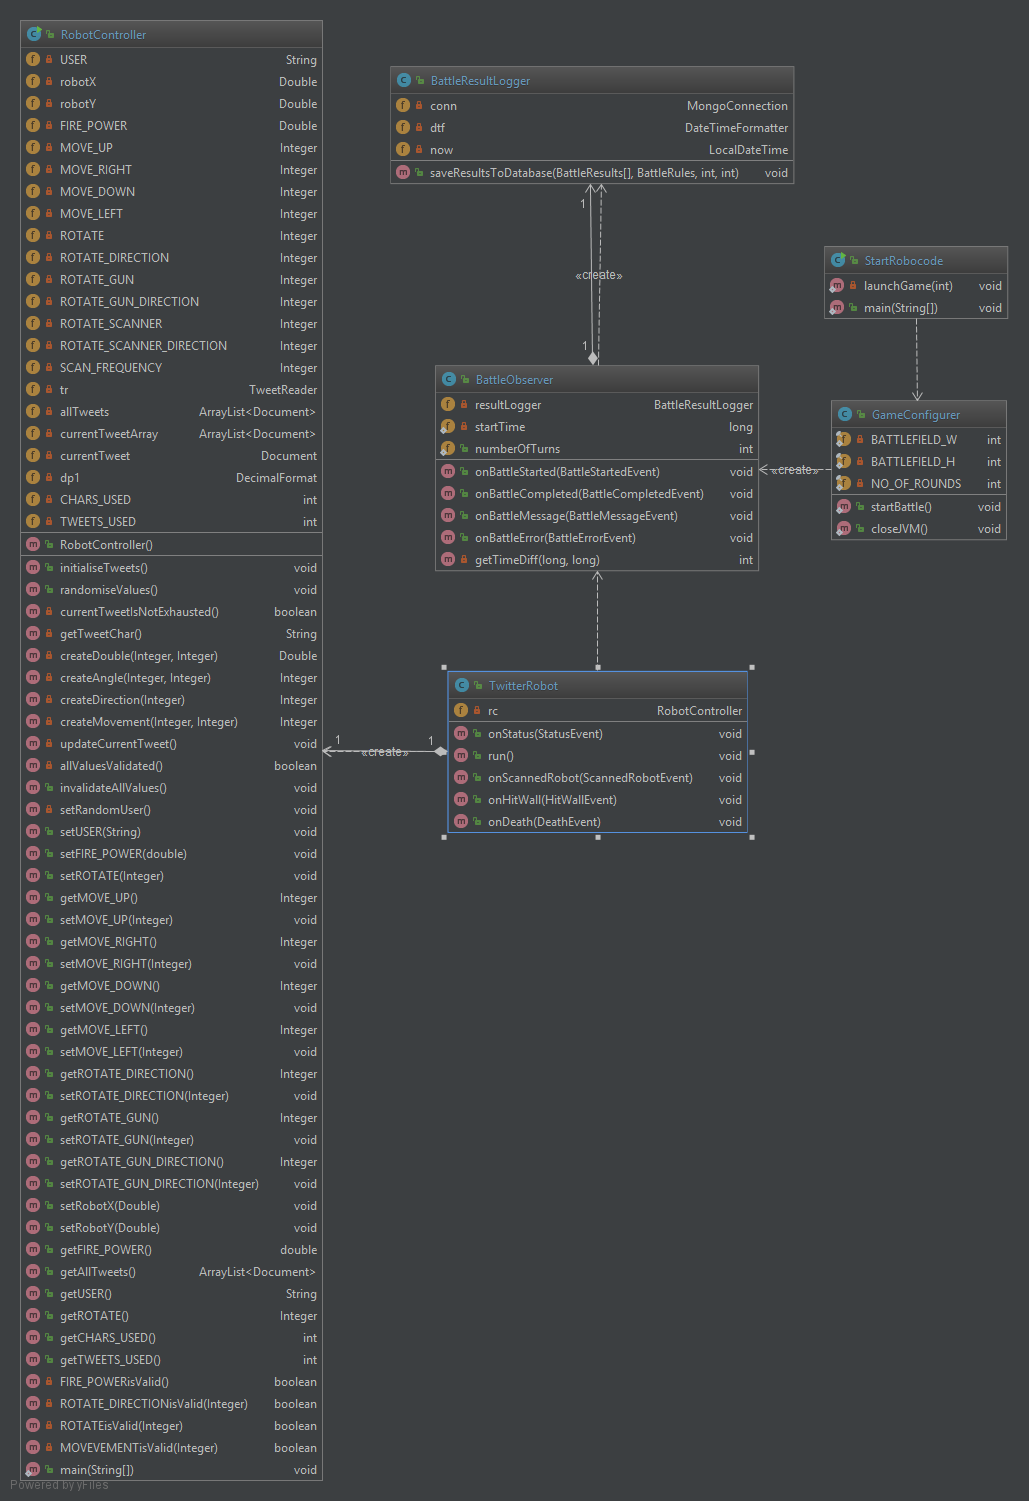 RobotController
USER String
robotX Double
robotY Double
FIRE_POWER Double
MOVE_UP Integer
MOVE_RIGHT Integer
MOVE_DOWN Integer
MOVE_LEFT Integer
ROTATE Integer
ROTATE_DIRECTION Integer
ROTATE_GUN Integer
ROTATE_GUN_DIRECTION Integer
ROTATE_SCANNER Integer
ROTATE_SCANNER_DIRECTION Integer
SCAN_FREQUENCY Integer
tr TweetReader
allTweets ArrayList<Document>
currentTweetArray ArrayList<Document>
currentTweet Document
dp1 DecimalFormat
CHARS_USED int
TWEETS_USED int
RobotController()
initialiseTweets() void
randomiseValues() void
currentTweetIsNotExhausted() boolean
getTweetChar() String
createDouble(Integer, Integer) Double
createAngle(Integer, Integer) Integer
createDirection(Integer) Integer
createMovement(Integer, Integer) Integer
updateCurrentTweet() void
allValuesValidated() boolean
invalidateAllValues() void
setRandomUser() void
setUSER(String) void
setFIRE_POWER(double) void
setROTATE(Integer) void
getMOVE_UP() Integer
setMOVE_UP(Integer) void
getMOVE_RIGHT() Integer
setMOVE_RIGHT(Integer) void
getMOVE_DOWN() Integer
setMOVE_DOWN(Integer) void
getMOVE_LEFT() Integer
setMOVE_LEFT(Integer) void
getROTATE_DIRECTION() Integer
setROTATE_DIRECTION(Integer) void
getROTATE_GUN() Integer
setROTATE_GUN(Integer) void
getROTATE_GUN_DIRECTION() Integer
setROTATE_GUN_DIRECTION(Integer) void
setRobotX(Double) void
setRobotY(Double) void
getFIRE_POWER() double
getAllTweets() ArrayList<Document>
getUSER() String
getROTATE() Integer
getCHARS_USED() int
getTWEETS_USED() int
FIRE_POWERisValid() boolean
ROTATE_DIRECTIONisValid(Integer) boolean
ROTATEisValid(Integer) boolean
MOVEVEMENTisValid(Integer) boolean
main(String[]) void
BattleResultLogger
conn MongoConnection
dtf DateTimeFormatter
now LocalDateTime
saveResultsToDatabase(BattleResults[], BattleRules, int, int) void
1
«create»
1
BattleObserver
resultLogger BattleResultLogger
startTime long
numberOfTurns int
onBattleStarted(BattleStartedEvent) void
onBattleCompleted(BattleCompletedEvent) void
onBattleMessage(BattleMessageEvent) void
onBattleError(BattleErrorEvent) void
getTimeDiff(long, long) int
StartRobocode
launchGame(int) void
main(String[]) void
GameConfigurer
BATTLEFIELD_W int
BATTLEFIELD_H int
NO_OF_ROUNDS int
startBattle() void
closeJVM() void
«create»
TwitterRobot
rc RobotController
onStatus(StatusEvent) void
run() void
onScannedRobot(ScannedRobotEvent) void
onHitWall(HitWallEvent) void
onDeath(DeathEvent) void
1 «create» 1
Powered by yFiles